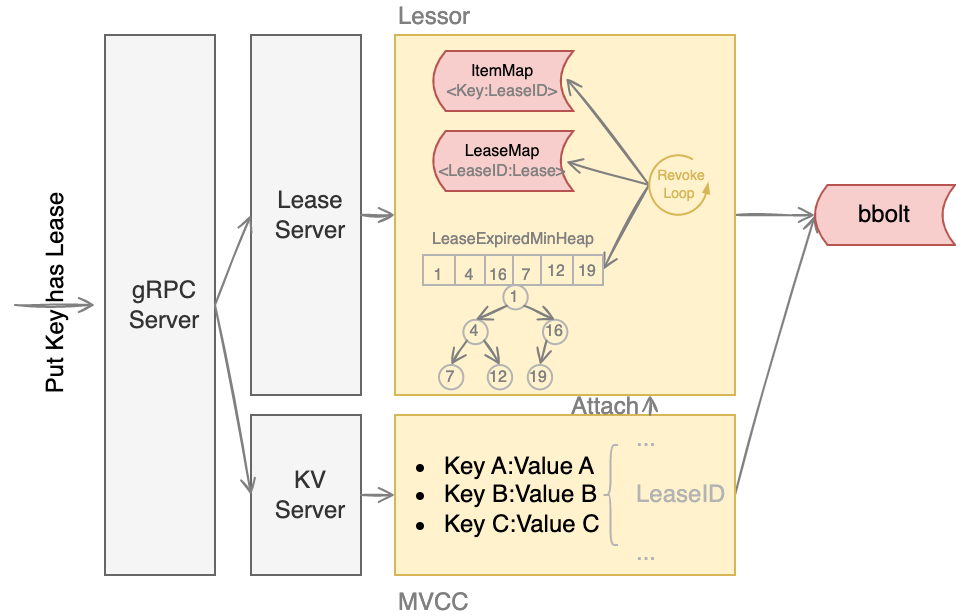 Lessor
Put Key has Lease
gRPC
Server
Lease
Server
KV
Server
ItemMap
<Key:LeaseID>
LeaseMap
<LeaseID:Lease>
Revoke
Loop
LeaseExpiredMinHeap
1 4 16 7 12 19
1
4 16
7 12 19
bbolt
Attach
...
• Key A:Value A
• Key B:Value B
• Key C:Value C
LeaseID
...
MVCC